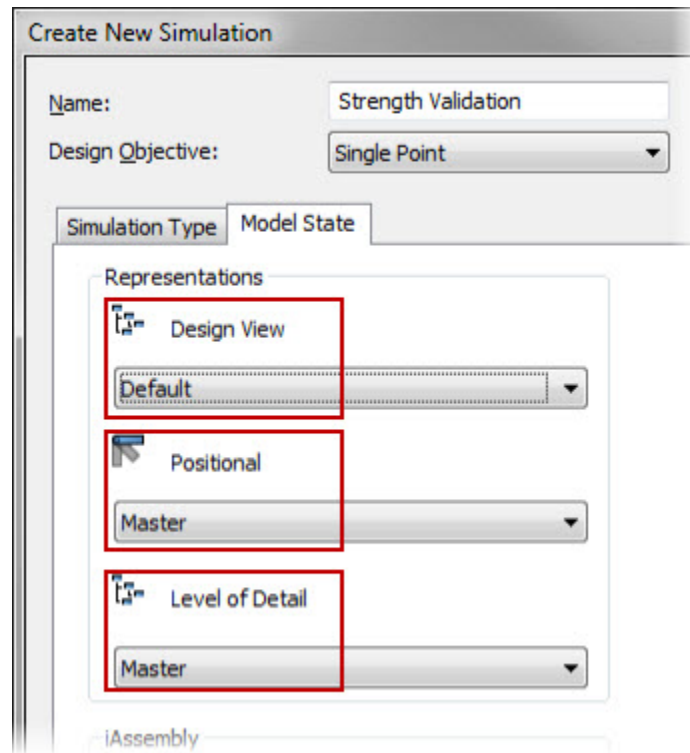 Create New Simulation
Name: Strength Validation
Design Objective: Single Point
Simulation Type Model State
Representations
Design View
Default
Positional
Master
Level of Detail
Master
iAssembly